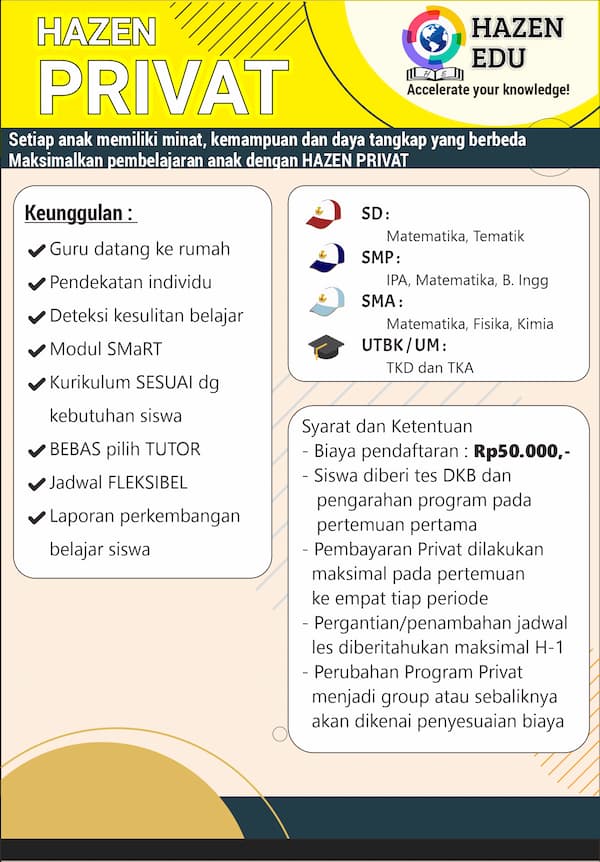 HAZEN
PRIVAT
HAZEN
EDU
H E
Accelerate your knowledge!
Setiap anak memiliki minat, kemampuan dan daya tangkap yang berbeda
Maksimalkan pembelajaran anak dengan HAZEN PRIVAT
Keunggulan :
Guru datang ke rumah
Pendekatan individu
Deteksi kesulitan belajar
Modul SMaRT
Kurikulum SESUAI dg
kebutuhan siswa
BEBAS pilih TUTOR
Jadwal FLEKSIBEL
Laporan perkembangan
belajar siswa
SD:
Matematika, Tematik
SMP:
IPA, Matematika, B. Ingg
SMA:
Matematika, Fisika, Kimia
UTBK/UM:
TKD dan TKA
Syarat dan Ketentuan
- Biaya pendaftaran : Rp50.000,-
- Siswa diberi tes DKB dan
pengarahan program pada
pertemuan pertama
- Pembayaran Privat dilakukan
maksimal pada pertemuan
ke empat tiap periode
- Pergantian/penambahan jadwal
les diberitahukan maksimal H-1
- Perubahan Program Privat
menjadi group atau sebaliknya
akan dikenai penyesuaian biaya